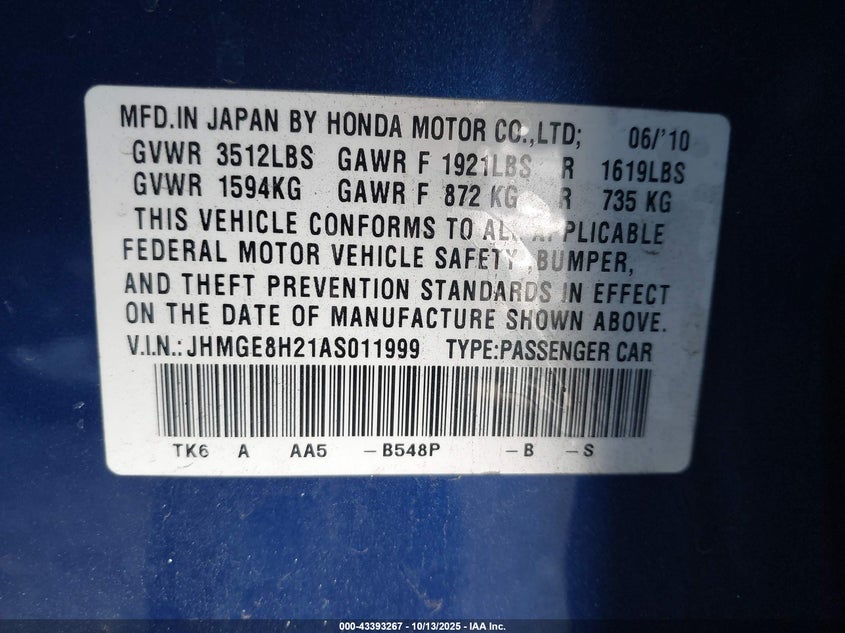 MFD.IN JAPAN BY HONDA MOTOR CO.,LTD; 06/'10
GVWR 3512LBS GAWR F 1921LBS R 1619LBS
GVWR 1594KG GAWR F 872 KG R 735 KG
THIS VEHICLE CONFORMS TO ALL APPLICABLE
FEDERAL MOTOR VEHICLE SAFETY ,BUMPER,
AND THEFT PREVENTION STANDARDS IN EFFECT
ON THE DATE OF MANUFACTURE SHOWN ABOVE.
V.I.N.: JHMGE8H21AS011999 TYPE:PASSENGER CAR
TK6 A AA5 -B548P -B -S
000-43393267 - 10/13/2025 - IAA Inc.